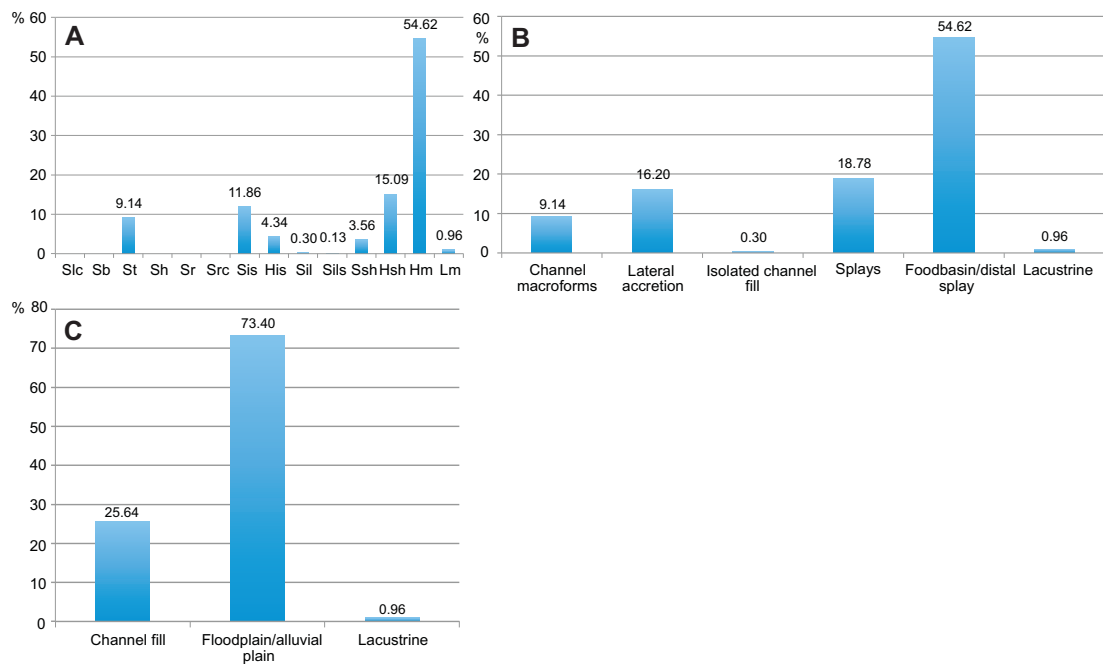 % 60
A
54.62
50
40
30
20
15.09
11.86
9.14
10
4.34
3.56
0.30 0.13
0.96
0
Slc Sb St Sh Sr Src Sis His Sil Sils Ssh Hsh Hm Lm
60
%
B
54.62
50
40
30
20
18.78
16.20
10
9.14
0.30
0.96
0
Channel
macroforms
Lateral
accretion
Isolated channel
fill
Splays
Foodbasin/distal
splay
Lacustrine
% 80
C
73.40
70
60
50
40
30
25.64
20
10
0.96
0
Channel fill
Floodplain/alluvial
plain
Lacustrine